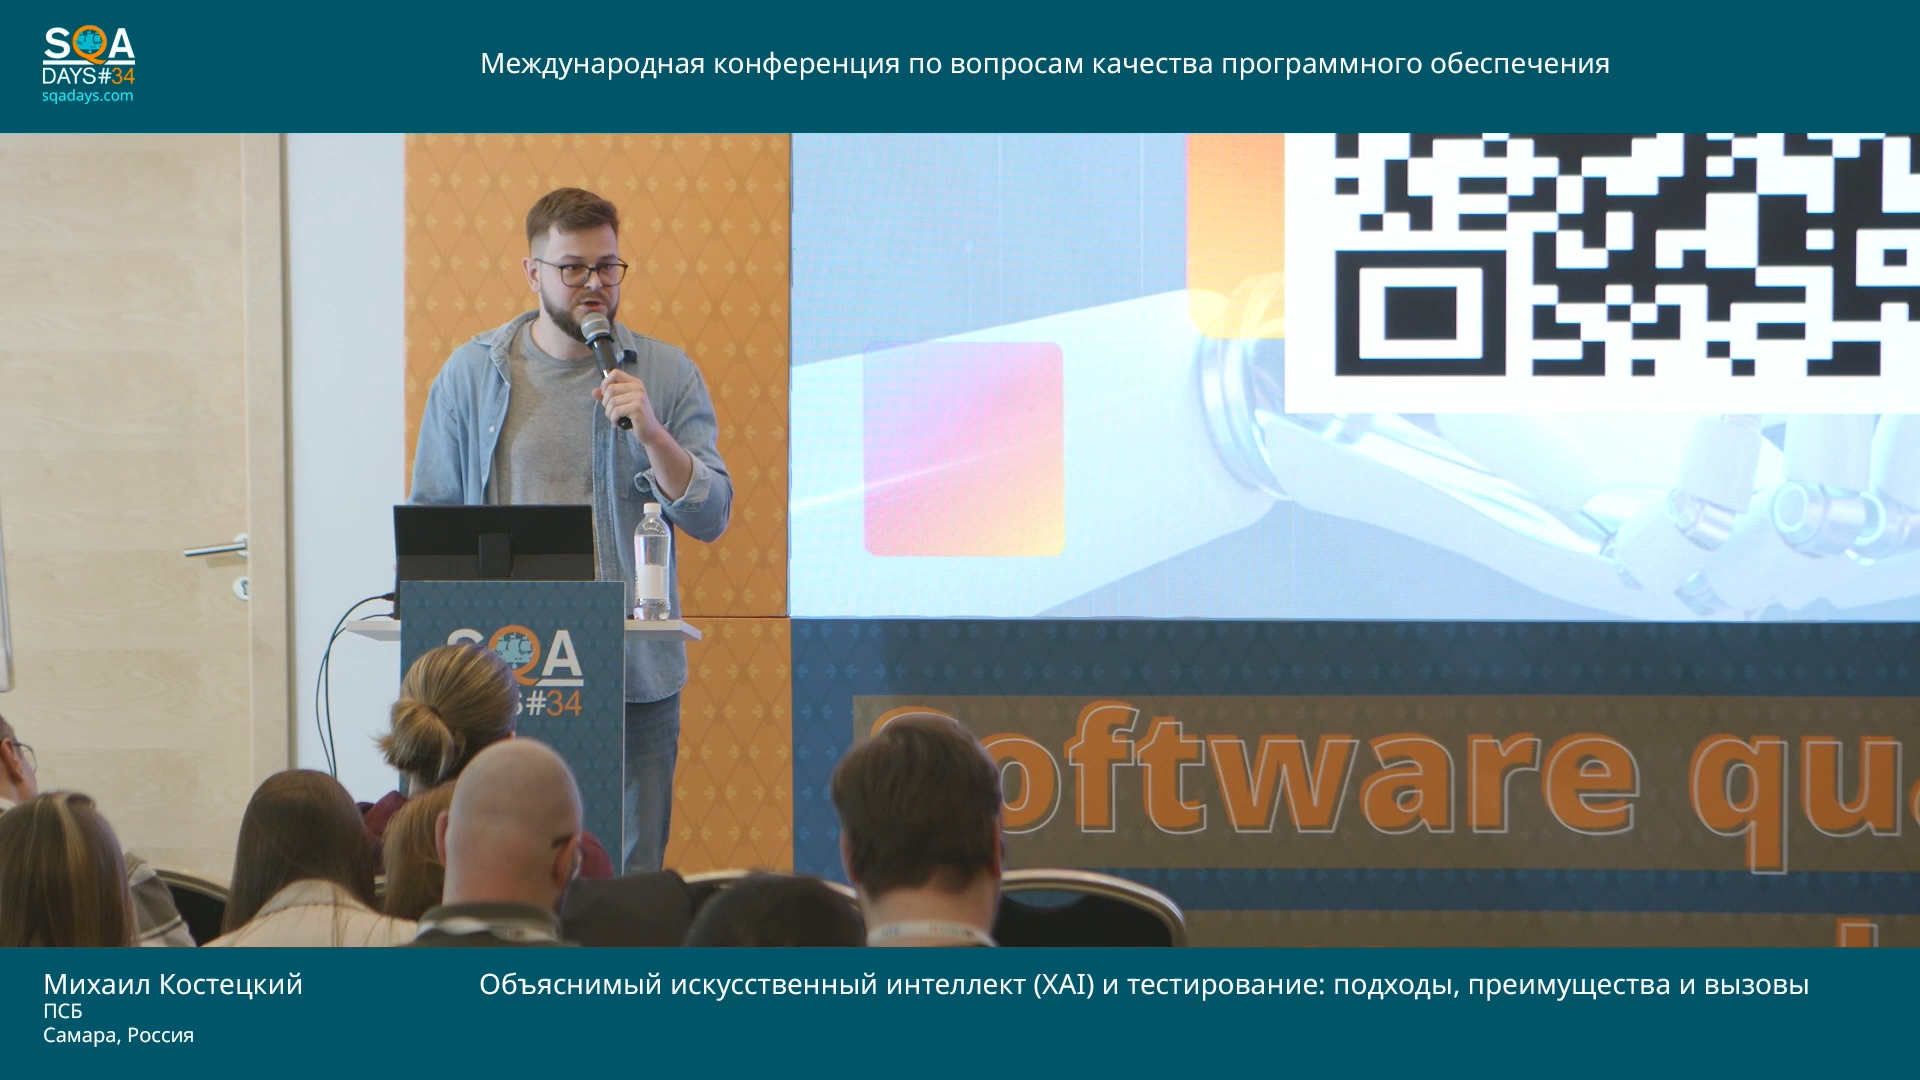 SQA
DAYS#34
sqadays.com
Международная конференция по вопросам качества программного обеспечения
SQA
#34
Software qu
Михаил Костецкий
ПСБ
Самара, Россия
Объяснимый искусственный интеллект (XAI) и тестирование: подходы, преимущества и вызовы